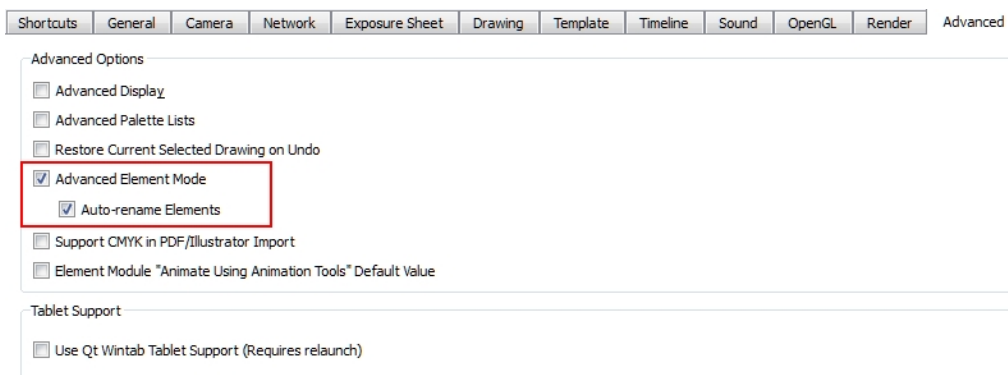 Shortcuts General Camera Network Exposure Sheet Drawing Template Timeline Sound OpenGL Render Advanced
Advanced Options
Advanced Display
Advanced Palette Lists
Restore Current Selected Drawing on Undo
Advanced Element Mode
Auto-rename Elements
Support CMYK in PDF/Illustrator Import
Element Module "Animate Using Animation Tools" Default Value
Tablet Support
Use Qt Wintab Tablet Support (Requires relaunch)